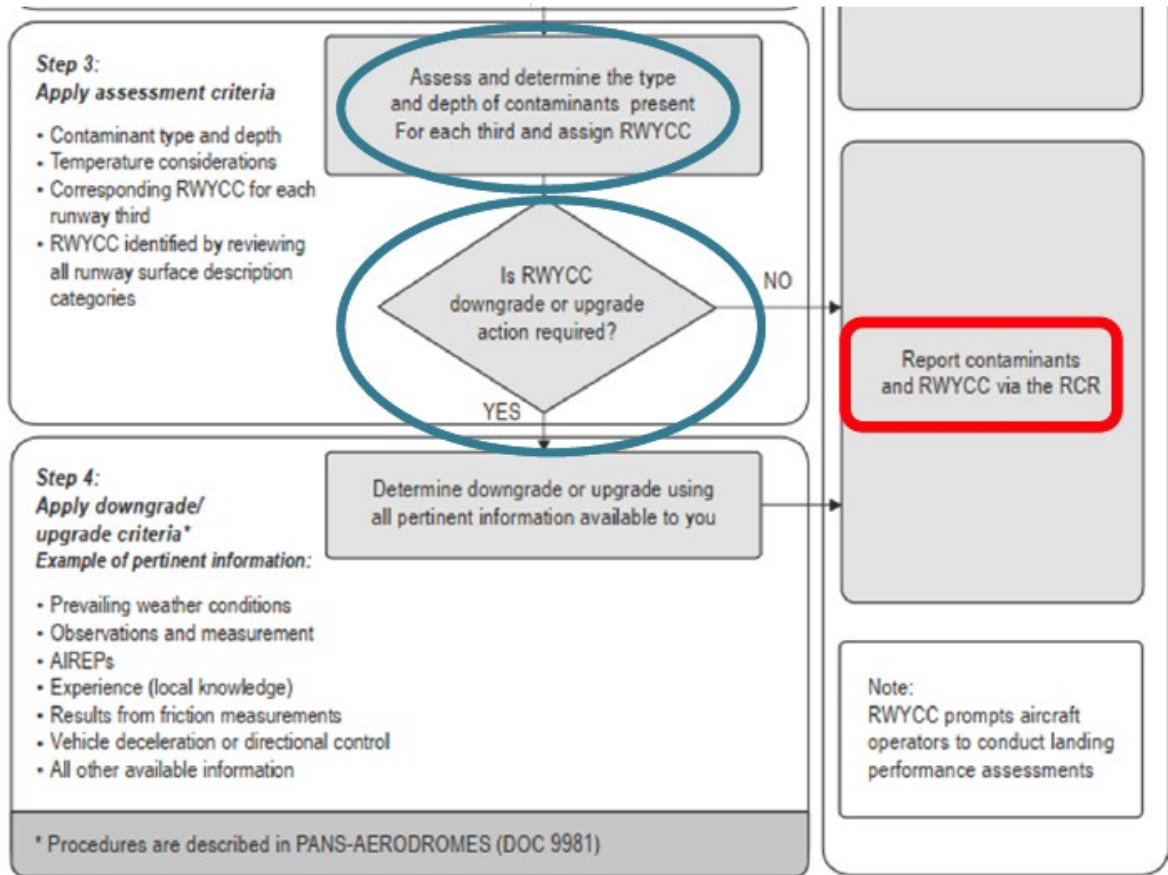 Step 3:
Apply assessment criteria
• Contaminant type and depth
• Temperature considerations
• Corresponding RWYCC for each
runway third
• RWYCC identified by reviewing
all runway surface description
categories
Assess and determine the type
and depth of contaminants present
For each third and assign RWYCC
Is RWYCC
downgrade or upgrade
action required?
NO
YES
Report contaminants
and RWYCC via the RCR
Step 4:
Apply downgrade/
upgrade criteria*
Example of pertinent information:
• Prevailing weather conditions
• Observations and measurement
• AIREPs
• Experience (local knowledge)
• Results from friction measurements
• Vehicle deceleration or directional control
• All other available information
Determine downgrade or upgrade using
all pertinent information available to you
Note:
RWYCC prompts aircraft
operators to conduct landing
performance assessments
* Procedures are described in PANS-AERODROMES (DOC 9981)